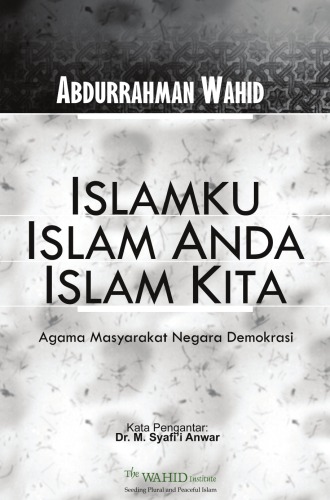 ABDURRAHMAN WAHID
ISLAMKU
ISLAM ANDA
ISLAM KITA
Agama Masyarakat Negara Demokrasi
Kata Pengantar:
Dr. M. Syafi'i Anwar
The WAHID Institute
Seeding Plural and Peaceful Islam